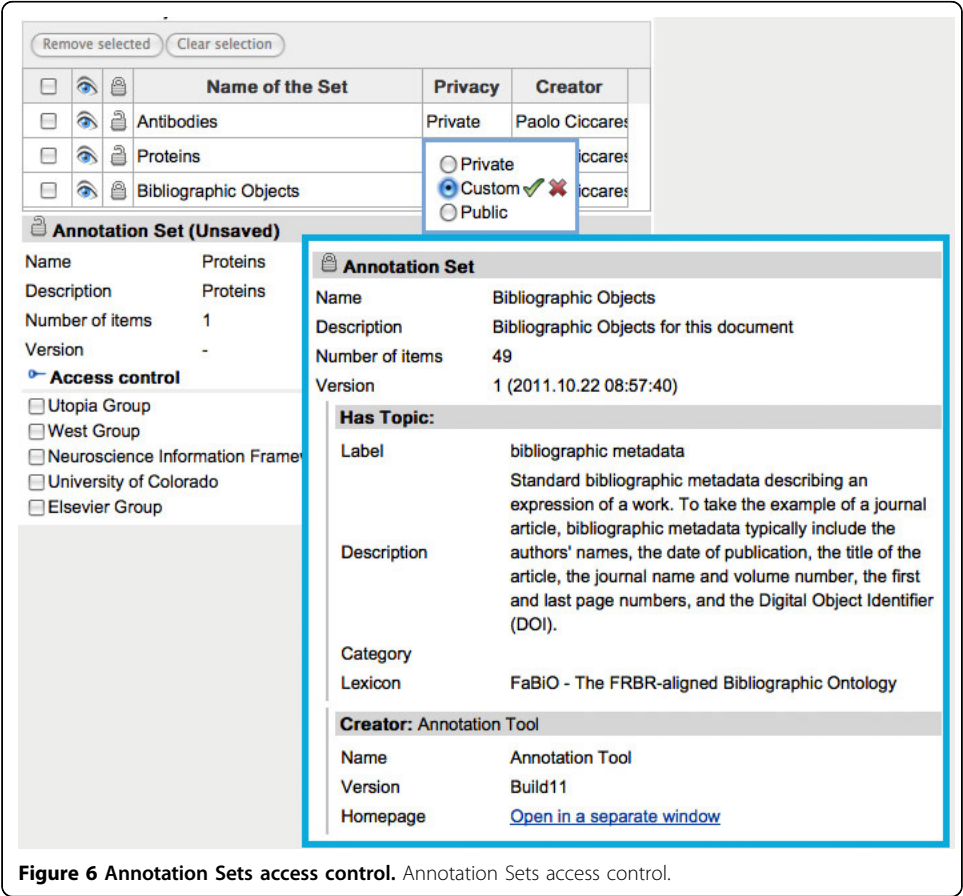 Remove selected Clear selection
Name of the Set Privacy Creator
Antibodies Private Paolo Ciccares
Proteins iccares
Bibliographic Objects iccares
Private
Custom
Public
Annotation Set (Unsaved)
Name Proteins
Description Proteins
Number of items 1
Version -
Access control
Utopia Group
West Group
Neuroscience Information Frame
University of Colorado
Elsevier Group
Annotation Set
Name Bibliographic Objects
Description Bibliographic Objects for this document
Number of items 49
Version 1 (2011.10.22 08:57:40)
Has Topic:
Label bibliographic metadata
Description Standard bibliographic metadata describing an
expression of a work. To take the example of a journal
article, bibliographic metadata typically include the
authors' names, the date of publication, the title of the
article, the journal name and volume number, the first
and last page numbers, and the Digital Object Identifier
(DOI).
Category
Lexicon FaBiO - The FRBR-aligned Bibliographic Ontology
Creator: Annotation Tool
Name Annotation Tool
Version Build11
Homepage Open in a separate window
Figure 6 Annotation Sets access control. Annotation Sets access control.